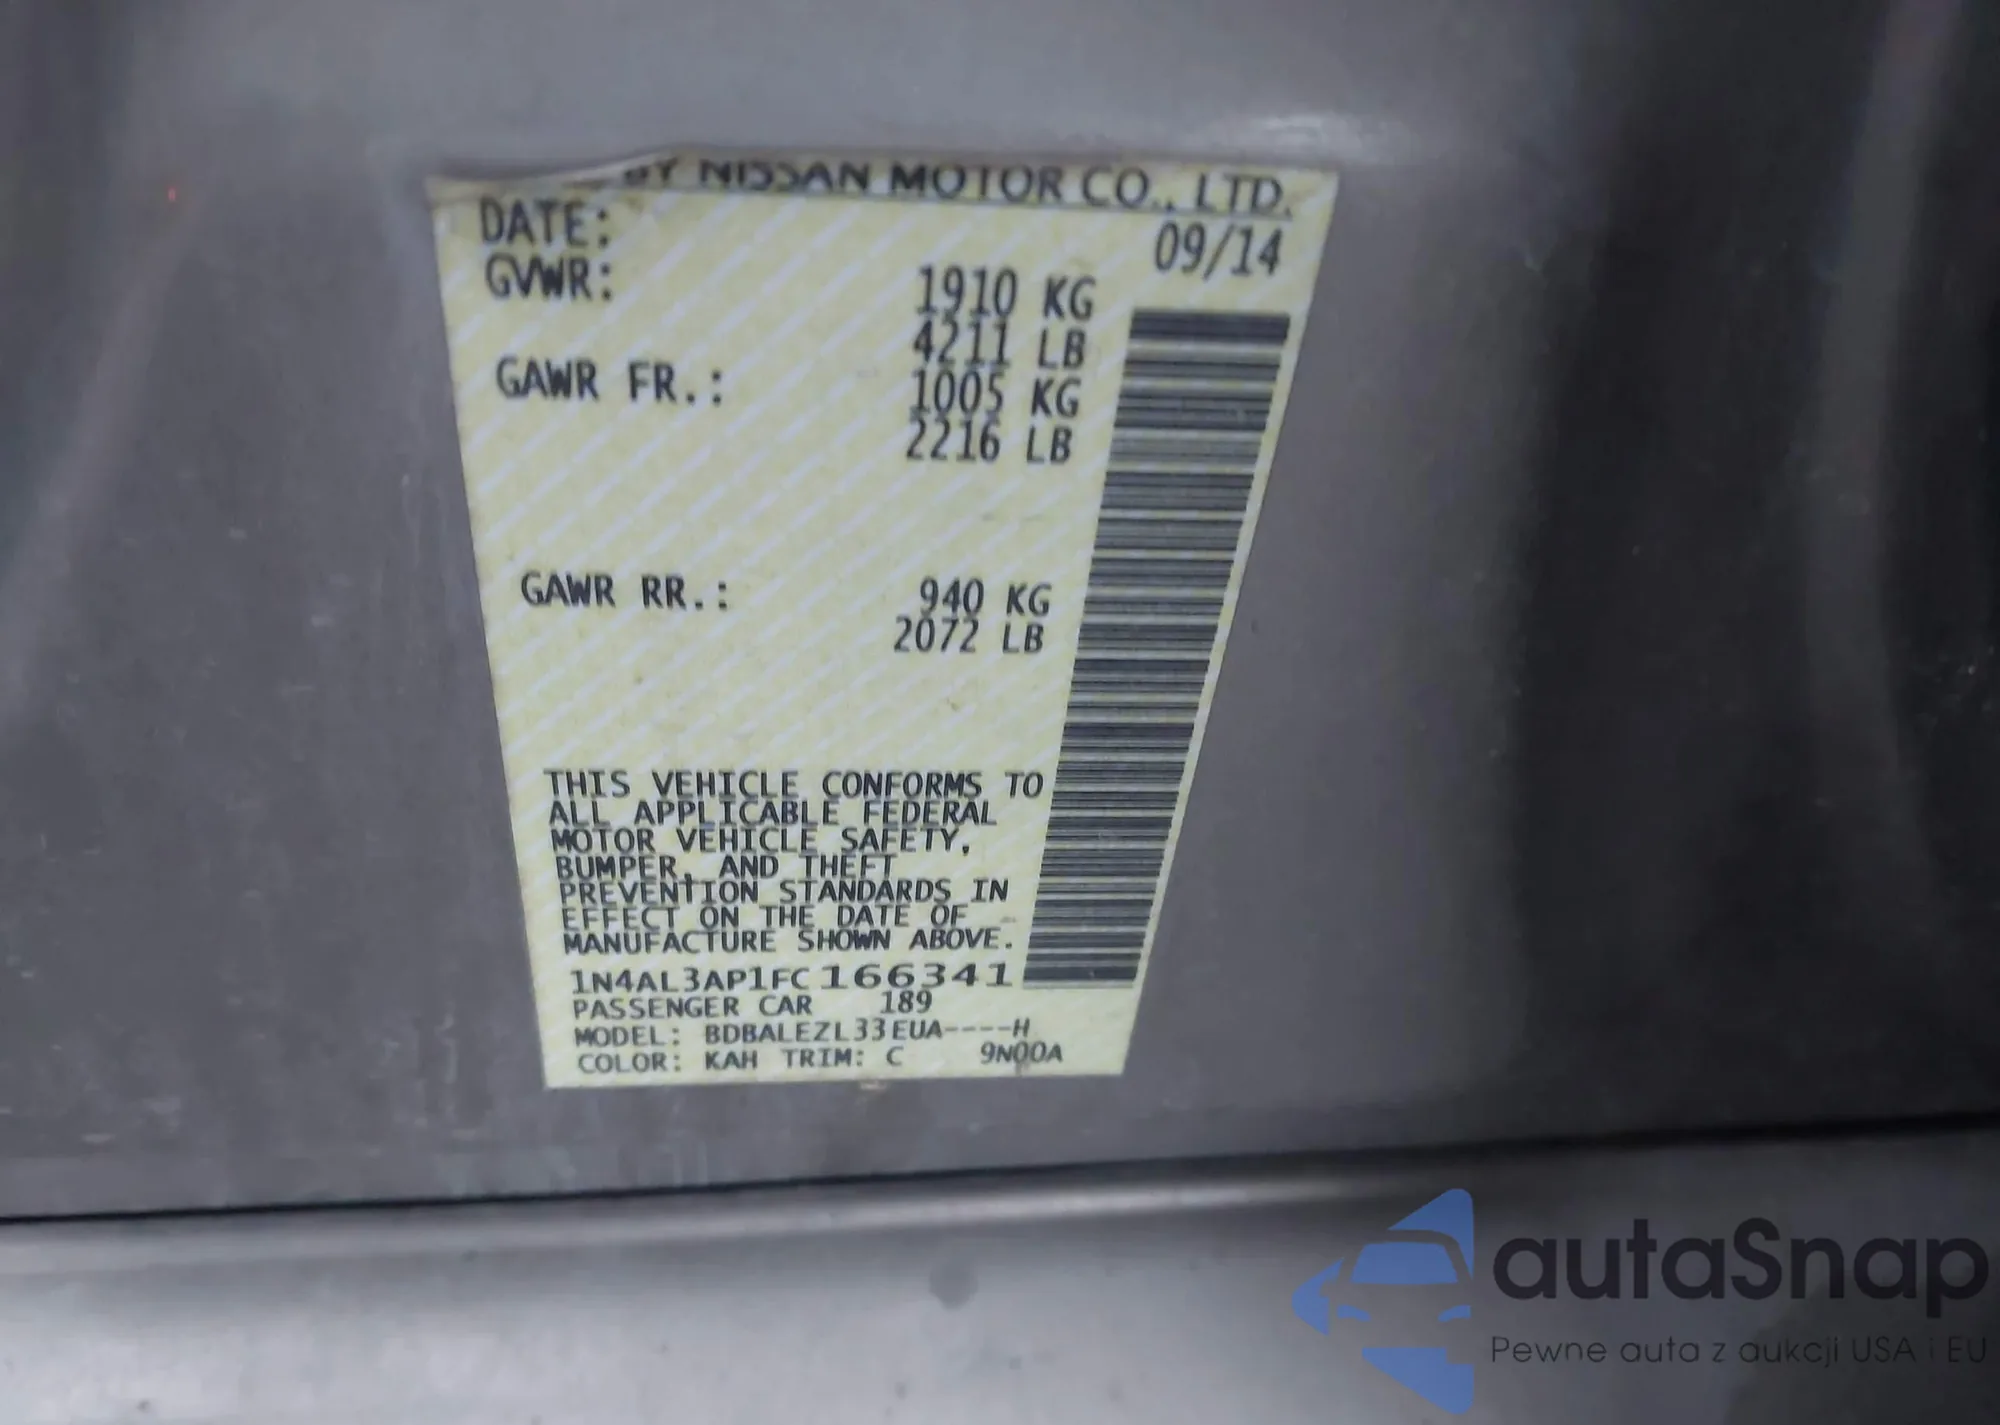 BY NISSAN MOTOR CO., LTD.
DATE: 09/14
GVWR: 1910 KG
4211 LB
GAWR FR.: 1005 KG
2216 LB
GAWR RR.: 940 KG
2072 LB
THIS VEHICLE CONFORMS TO
ALL APPLICABLE FEDERAL
MOTOR VEHICLE SAFETY,
BUMPER, AND THEFT
PREVENTION STANDARDS IN
EFFECT ON THE DATE OF
MANUFACTURE SHOWN ABOVE.
1N4AL3AP1FC166341
PASSENGER CAR 189
MODEL: BDBALEZL33EUA----H
COLOR: KAH TRIM: C 9N00A
autaSnap
Pewne auta z aukcji USA i EU